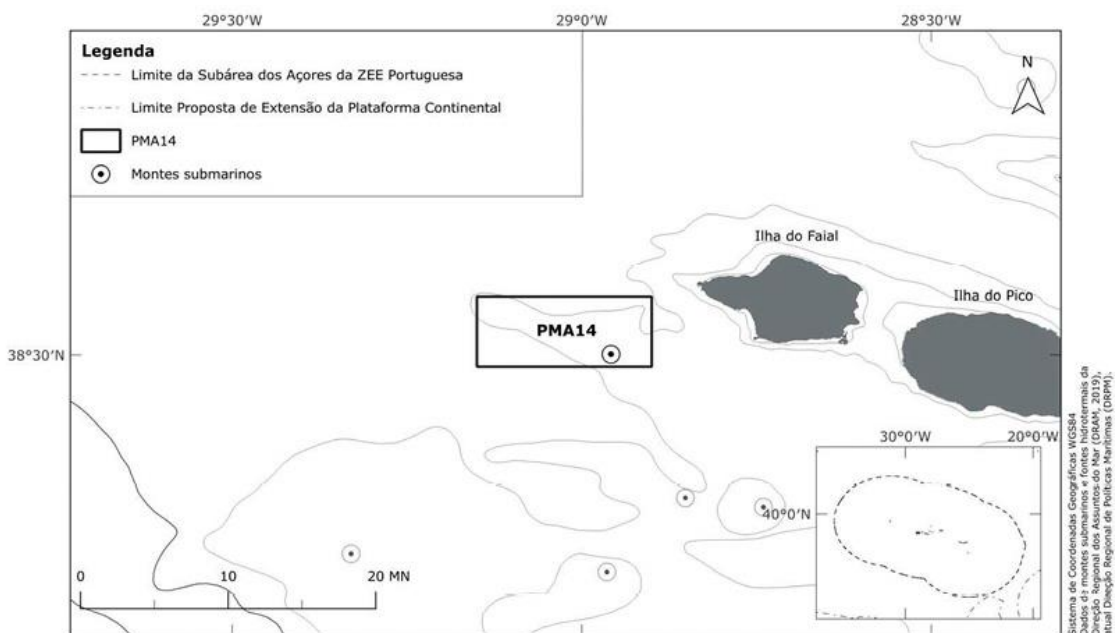 29°30'W
29°0'W
28°30'W
Legenda
Limite da Subárea dos Açores da ZEE Portuguesa
Limite Proposta de Extensão da Plataforma Continental
PMA14
Montes submarinos
N
Ilha do Faial
Ilha do Pico
PMA14
38°30'N
30°0'W
20°0'W
40°0'N
0
10
20 MN
Sistema de Coordenadas Geográficas WGS84
Dados de montes submarinos e fontes hidrotermais da
Direção Regional dos Assuntos do Mar (DRAM, 2019),
atual Direção Regional de Políticas Marítimas (DRPM).